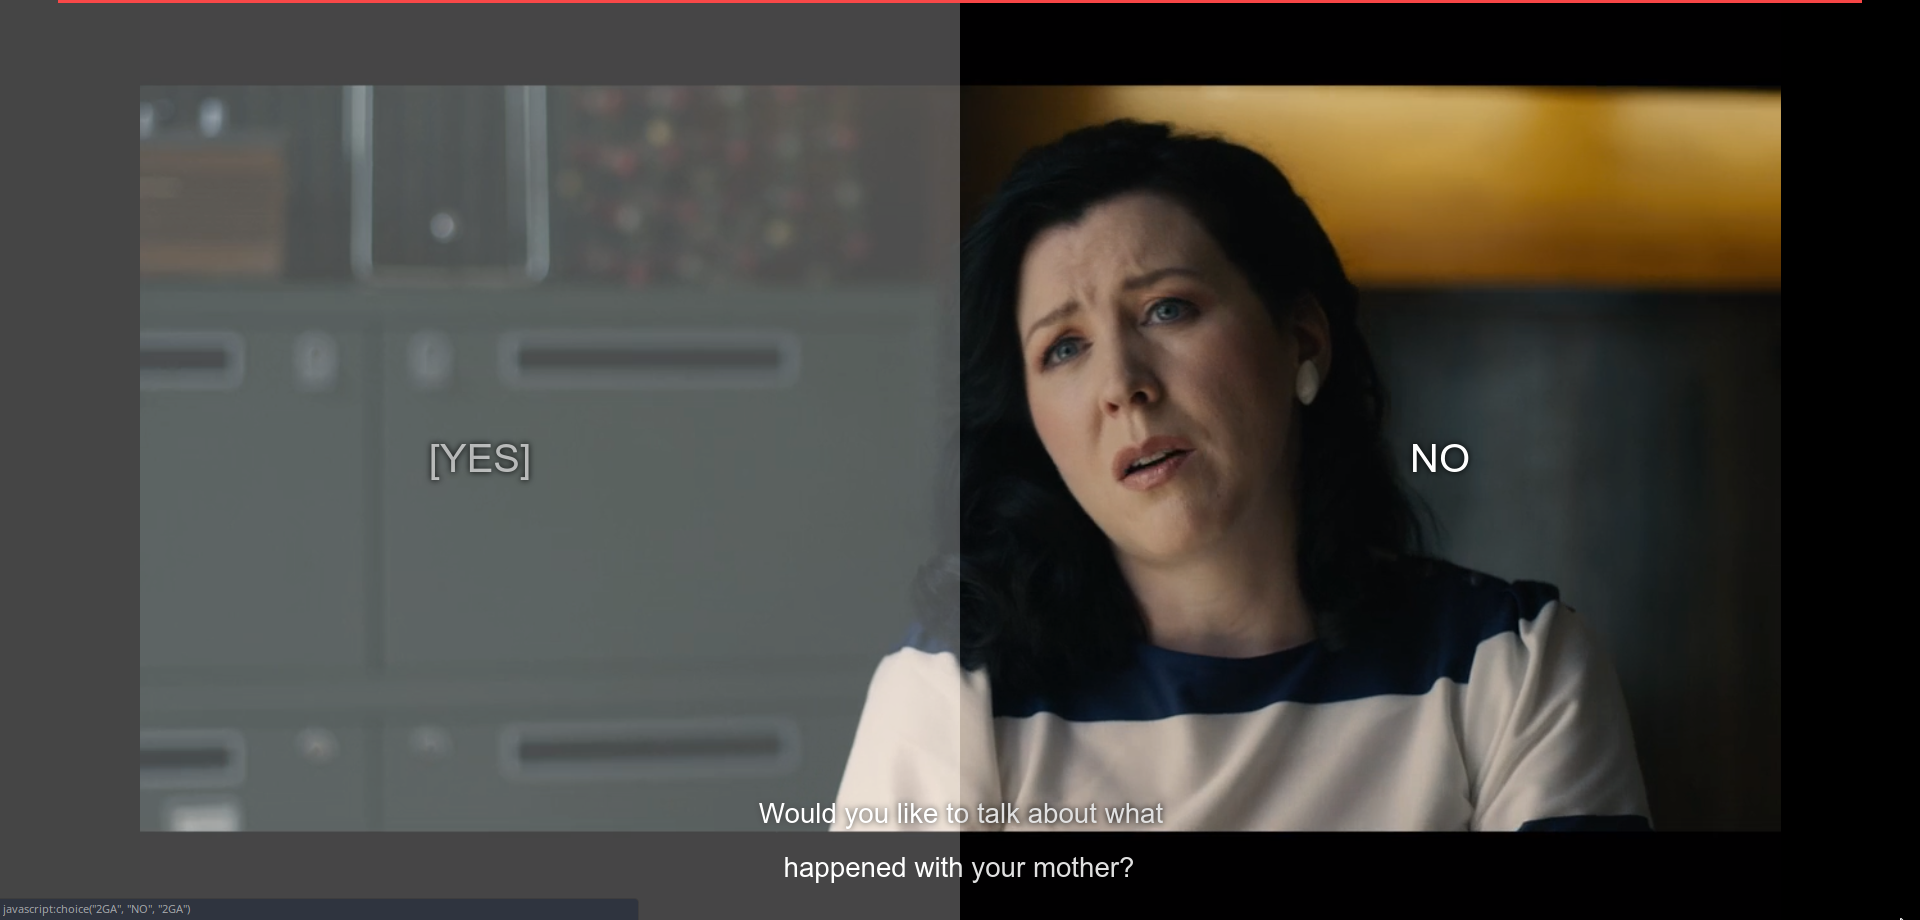 [YES]
NO
Would you like to talk about what
happened with your mother?
javascript:choice("2GA", "NO", "2GA")